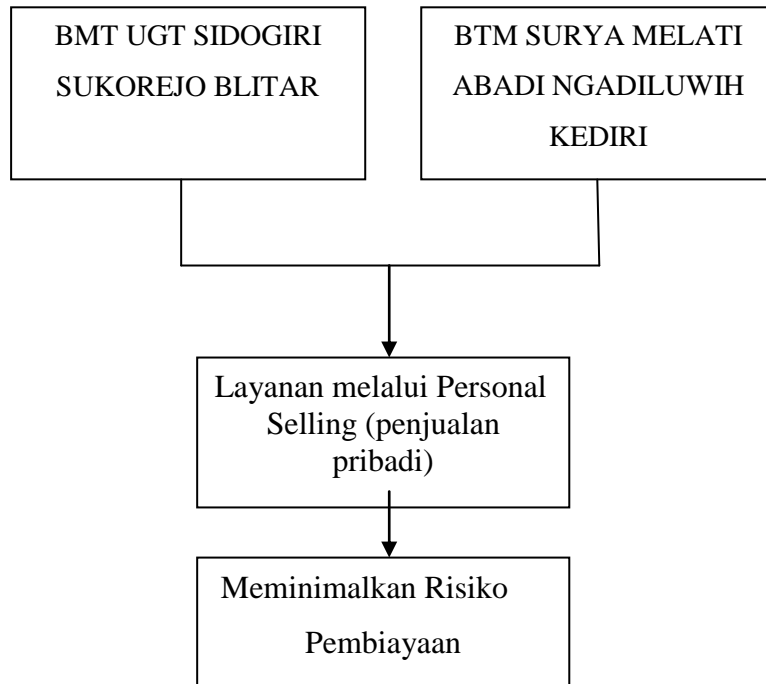 BMT UGT SIDOGIRI
SUKOREJO BLITAR
BTM SURYA MELATI
ABADI NGADILUWIH
KEDIRI
Layanan melalui Personal
Selling (penjualan
pribadi)
Meminimalkan Risiko
Pembiayaan